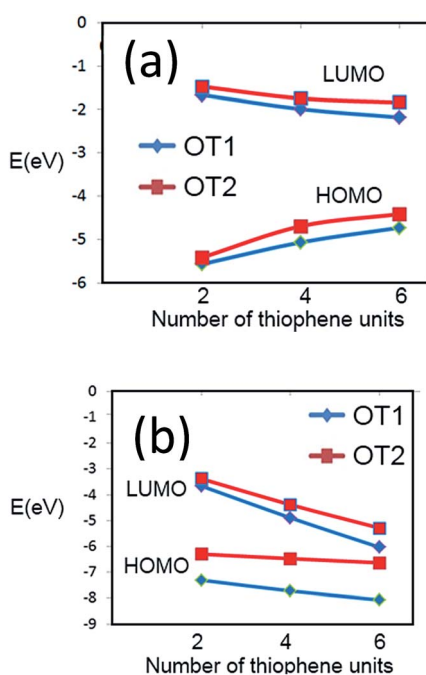 0
(a)
-1
LUMO
-2
E(eV)
-3
OT1
-4
OT2
HOMO
-5
-6
2 4 6
Number of thiophene units
0
(b)
-1
OT1
-2
OT2
-3
LUMO
-4
E(eV)
-5
-6
HOMO
-7
-8
-9
2 4 6
Number of thiophene units